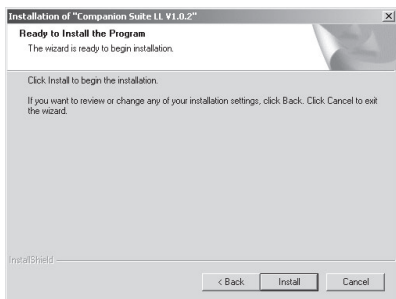 Installation of "Companion Suite LL V1.0.2"
Ready to Install the Program
The wizard is ready to begin installation.
Click Install to begin the installation.
If you want to review or change any of your installation settings, click Back. Click Cancel to exit
the wizard.
InstallShield
< Back Install Cancel